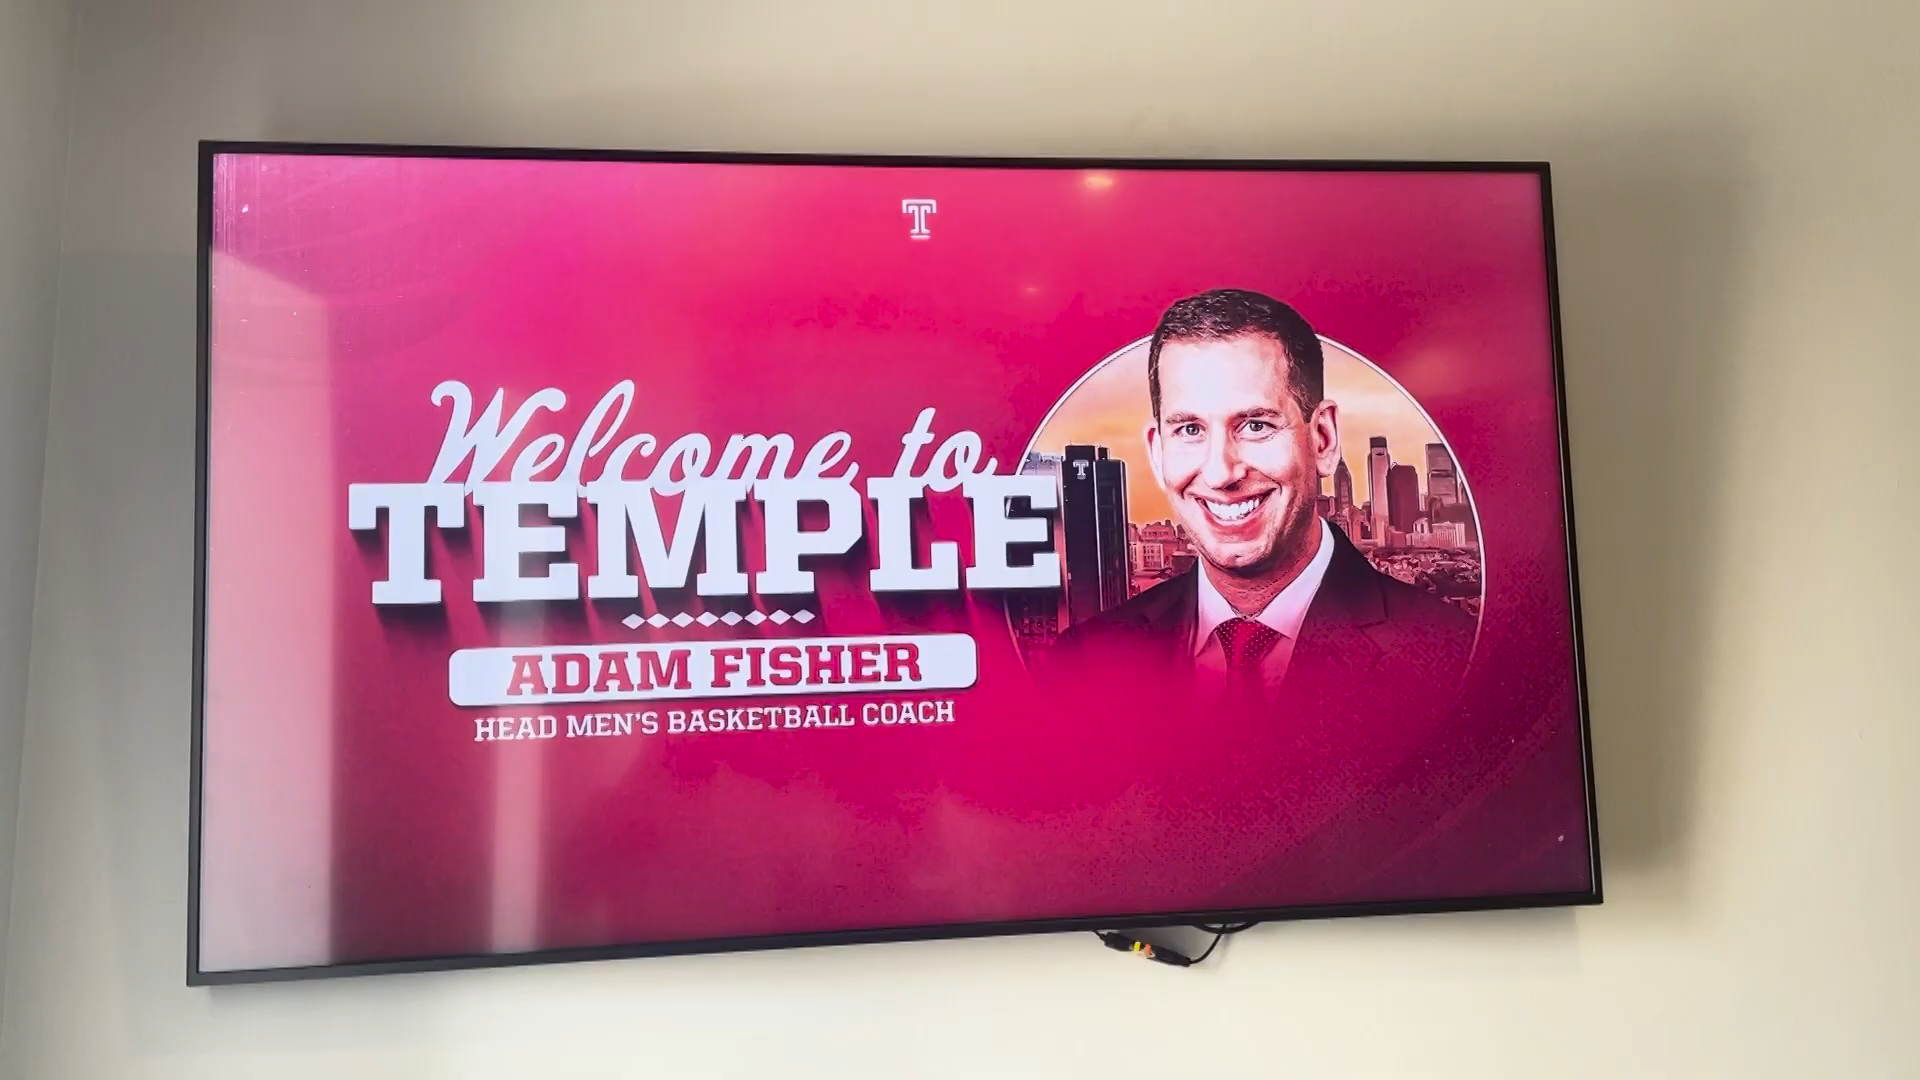 T
Welcome to
TEMPLE
T
ADAM FISHER
HEAD MEN'S BASKETBALL COACH